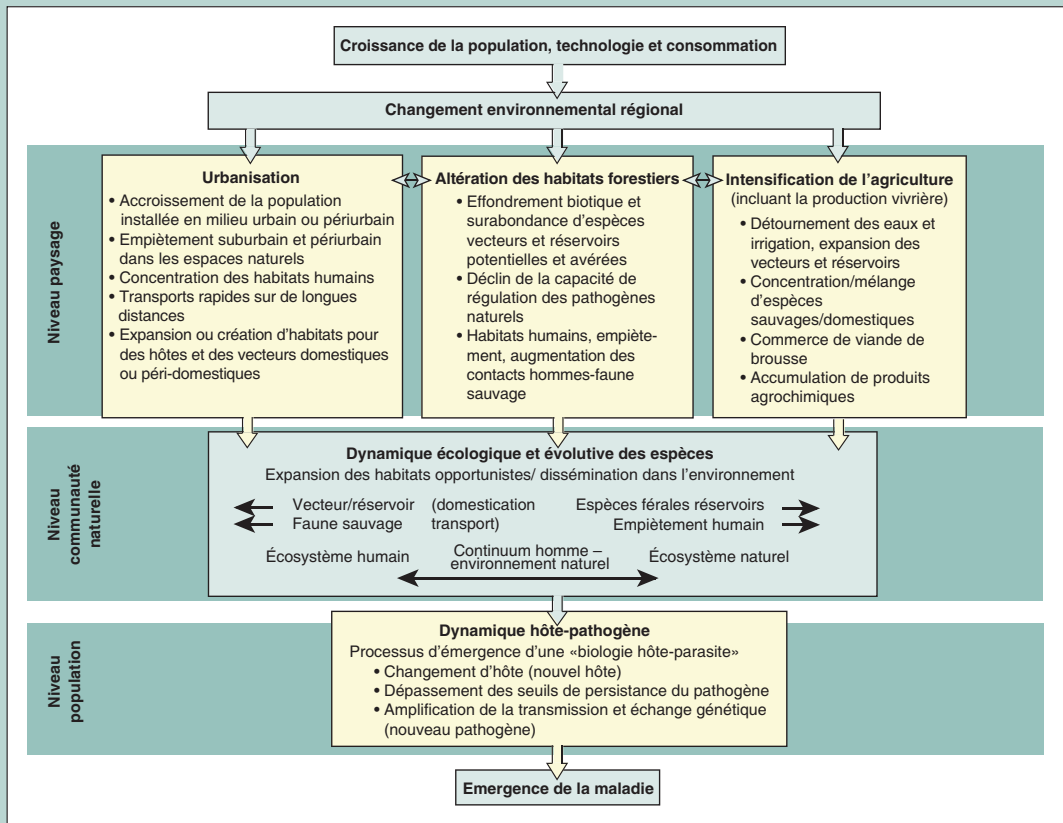 Croissance de la population, technologie et consommation
Changement environmental régional
Niveau paysage
Urbanisation
• Accroissement de la population
installée en milieu urbain ou périurbain
• Empiètement suburbain et périurbain
dans les espaces naturels
• Concentration des habitats humains
• Transports rapides sur de longues
distances
• Expansion ou création d'habitats pour
des hôtes et des vecteurs domestiques
ou péri-domestiques
Altération des habitats forestiers
• Effondrement biotique et
surabondance d'espèces
vecteurs et réservoirs
potentielles et avérées
• Déclin de la capacité de
régulation des pathogènes
naturels
• Habitats humains, empiète-
ment, augmentation des
contacts hommes-faune
sauvage
Intensification de l'agriculture
(incluant la production vivrière)
• Détournement des eaux et
irrigation, expansion des
vecteurs et réservoirs
• Concentration/mélange
d'espèces
sauvages/domestiques
• Commerce de viande de
brousse
• Accumulation de produits
agrochimiques
Niveau
communauté
naturelle
Dynamique écologique et évolutive des espèces
Expansion des habitats opportunistes/ dissémination dans l'environnement
Vecteur/réservoir (domestication Espèces férales réservoirs
Faune sauvage transport) Empiètement humain
Écosystème humain Continuum homme – Écosystème naturel
environnement naturel
Niveau
population
Dynamique hôte-pathogène
Processus d'émergence d'une «biologie hôte-parasite»
• Changement d'hôte (nouvel hôte)
• Dépassement des seuils de persistance du pathogène
• Amplification de la transmission et échange génétique
(nouveau pathogène)
Emergence de la maladie